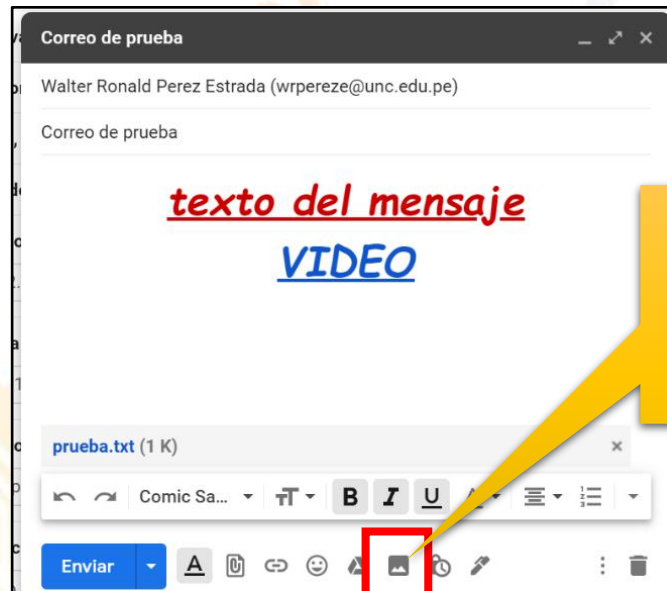 Correo de prueba
Walter Ronald Perez Estrada (wrpereze@unc.edu.pe)
Correo de prueba
texto del mensaje
VIDEO
prueba.txt (1 K)
Comic Sa...
B I U A
Enviar A